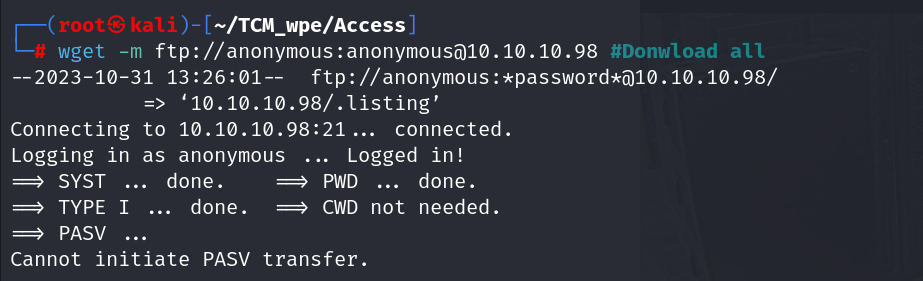 ┌──(root㉿kali)-[~/TCM_wpe/Access]
└─# wget -m ftp://anonymous:anonymous@10.10.10.98 #Donwload all
--2023-10-31 13:26:01--  ftp://anonymous:*password*@10.10.10.98/
           => ‘10.10.10.98/.listing’
Connecting to 10.10.10.98:21... connected.
Logging in as anonymous ... Logged in!
==> SYST ... done.    ==> PWD ... done.
==> TYPE I ... done.  ==> CWD not needed.
==> PASV ...
Cannot initiate PASV transfer.